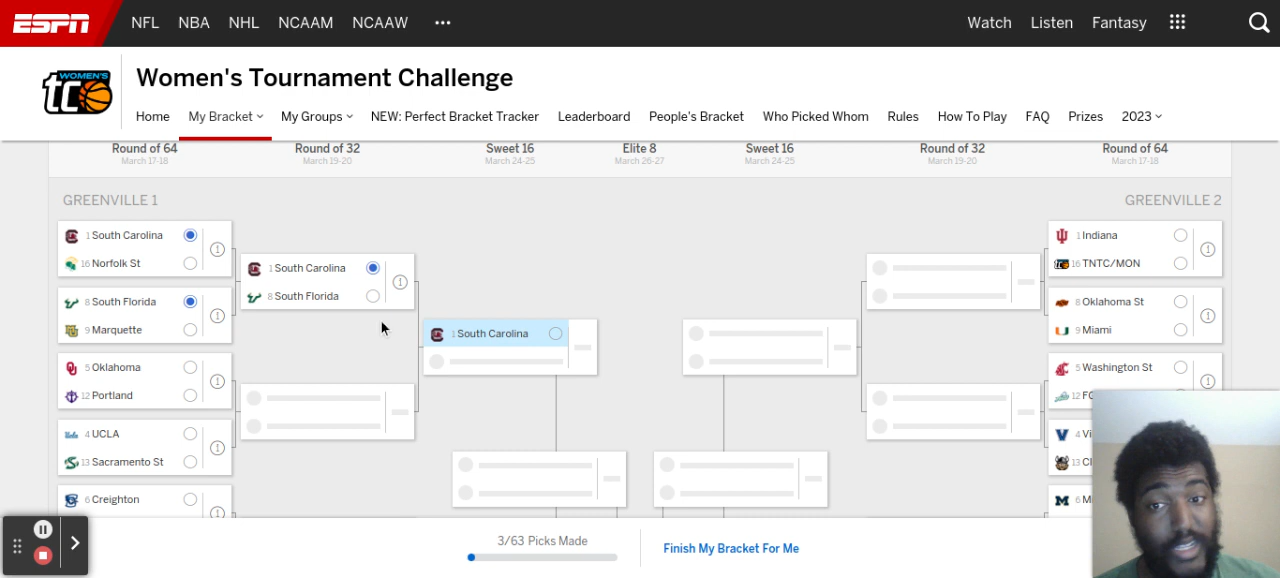 ESPN NFL NBA NHL NCAAM NCAAW ••• Watch Listen Fantasy
WOMEN'S tc
Women's Tournament Challenge
Home My Bracket My Groups NEW: Perfect Bracket Tracker Leaderboard People's Bracket Who Picked Whom Rules How To Play FAQ Prizes 2023
Round of 64 Round of 32 Sweet 16 Elite 8 Sweet 16 Round of 32 Round of 64
March 17-18 March 19-20 March 24-25 March 26-27 March 24-25 March 19-20 March 17-18
GREENVILLE 1 GREENVILLE 2
1 South Carolina
16 Norfolk St
8 South Florida
9 Marquette
5 Oklahoma
12 Portland
4 UCLA
13 Sacramento St
6 Creighton
1 South Carolina
8 South Florida
1 South Carolina
1 Indiana
16 TNTC/MON
8 Oklahoma St
9 Miami
5 Washington St
12
4
13
6
3/63 Picks Made
Finish My Bracket For Me